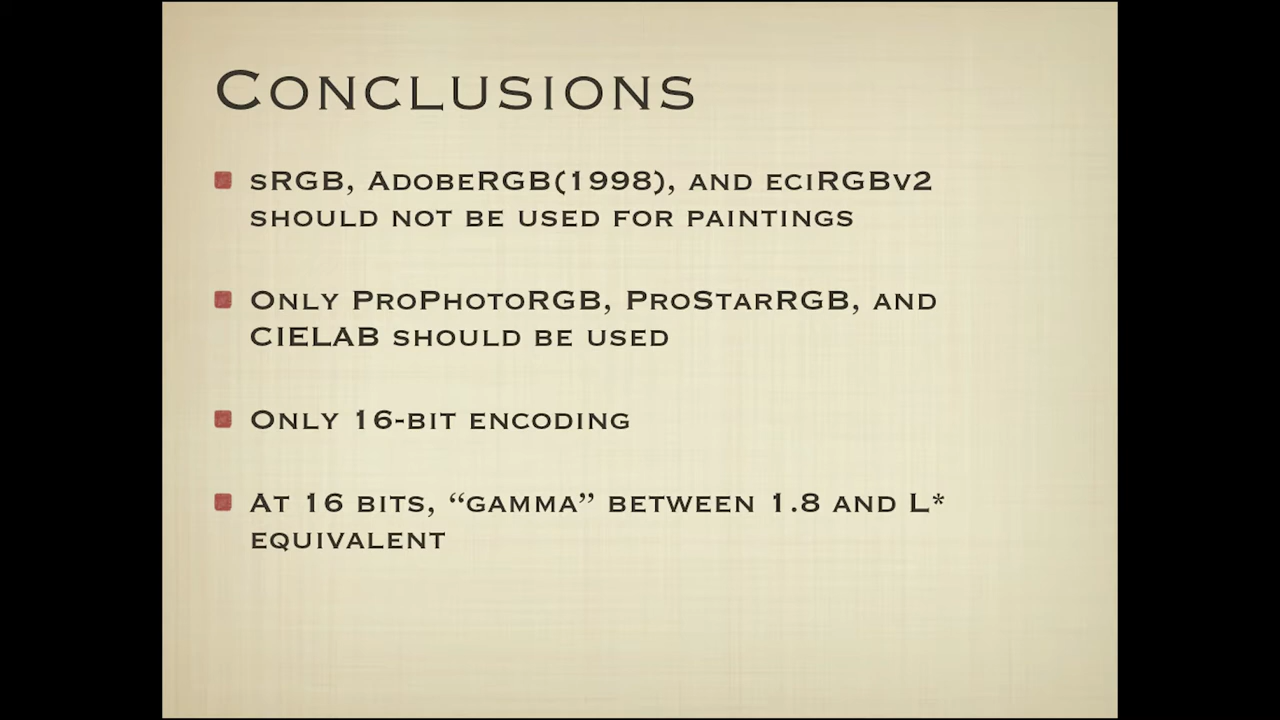 Conclusions
sRGB, AdobeRGB(1998), and eciRGBv2
should not be used for paintings
Only ProPhotoRGB, ProStarRGB, and
CIELAB should be used
Only 16-bit encoding
At 16 bits, “gamma” between 1.8 and L*
equivalent